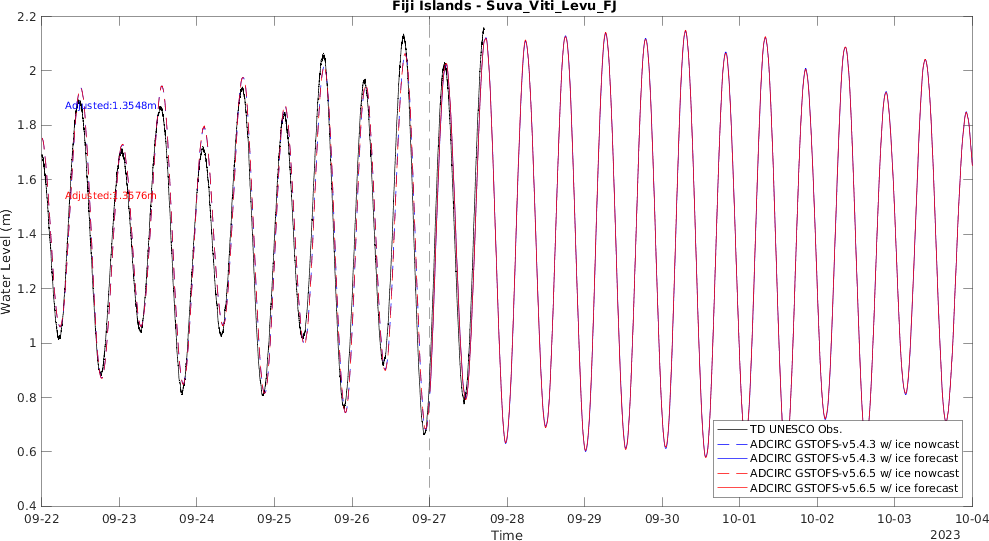 Fiji Islands - Suva_Viti_Levu_FJ
2.2
2
1.8
1.6
1.4
1.2
1
0.8
0.6
0.4
Water Level (m)
Adjusted:1.3548m
Adjusted:1.3576m
TD UNESCO Obs.
ADCIRC GSTOFS-v5.4.3 w/ ice nowcast
ADCIRC GSTOFS-v5.4.3 w/ ice forecast
ADCIRC GSTOFS-v5.6.5 w/ ice nowcast
ADCIRC GSTOFS-v5.6.5 w/ ice forecast
09-22 09-23 09-24 09-25 09-26 09-27 09-28 09-29 09-30 10-01 10-02 10-03 10-04
Time
2023